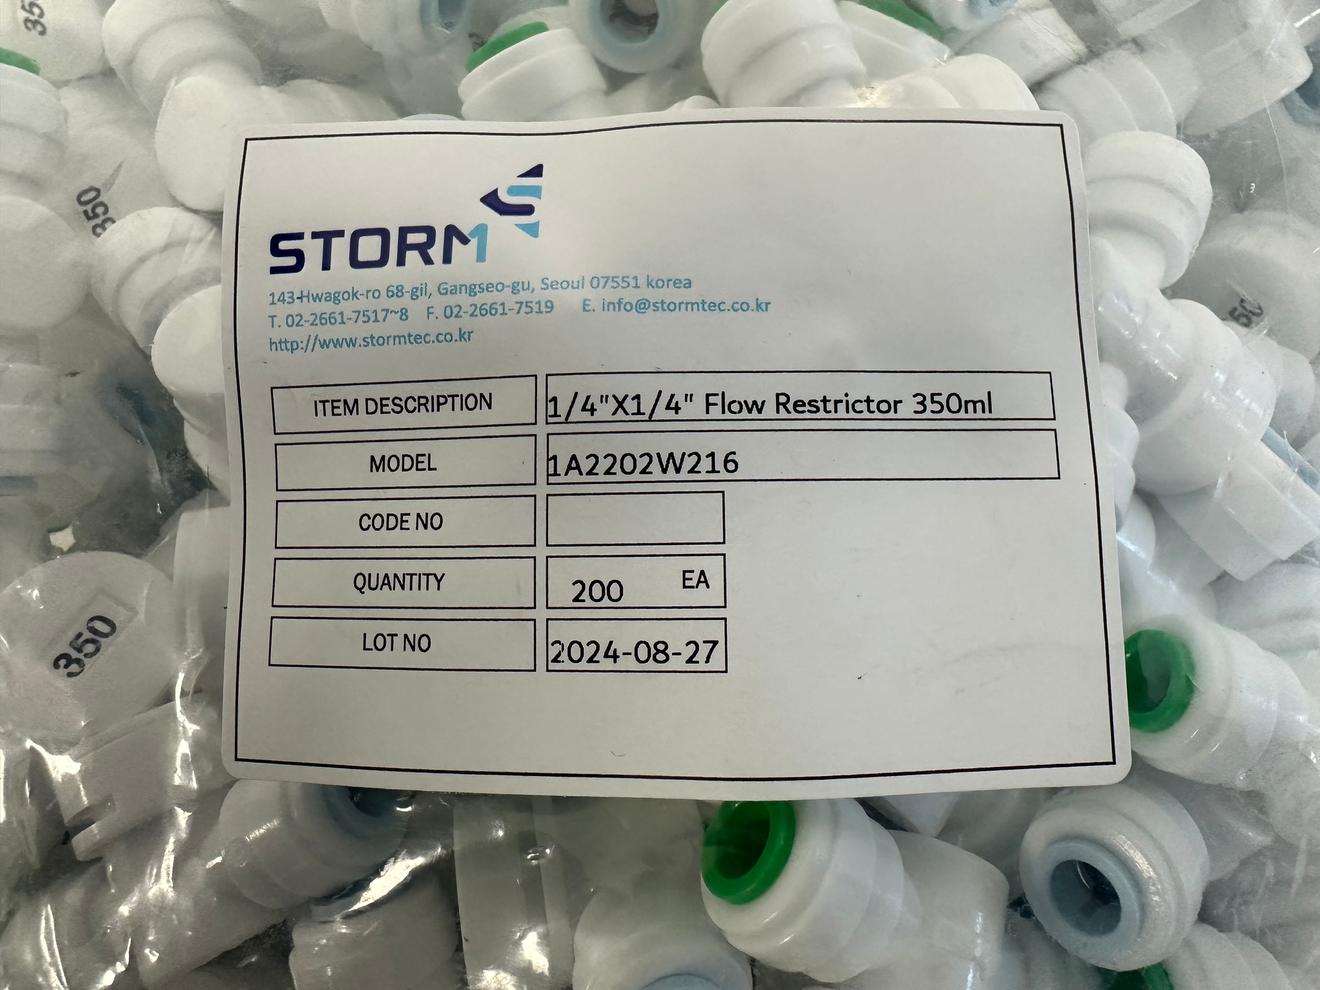 STORM
143-Hwagok-ro 68-gil, Gangseo-gu, Seoul 07551 korea
T. 02-2661-7517~8 F. 02-2661-7519 E. info@stormtec.co.kr
http://www.stormtec.co.kr
ITEM DESCRIPTION 1/4"X1/4" Flow Restrictor 350ml
MODEL 1A2202W216
CODE NO
QUANTITY 200 EA
LOT NO 2024-08-27
350
350